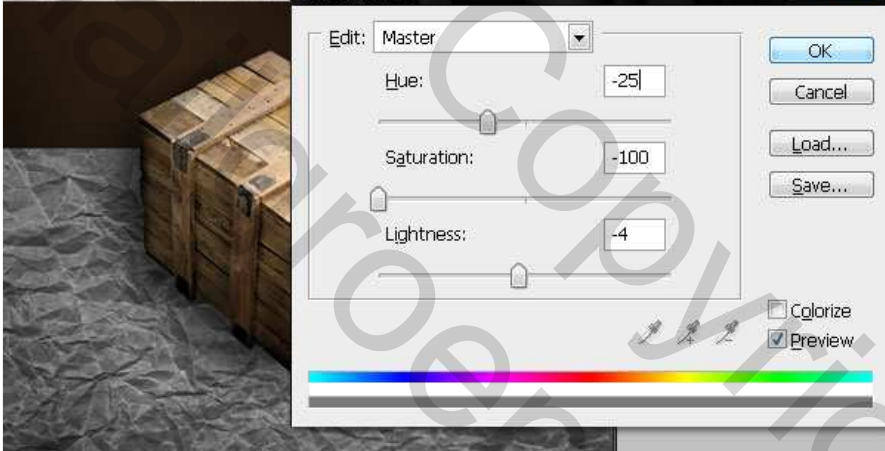 Edit: Master
Hue: -25
Saturation: -100
Lightness: -4
OK
Cancel
Load...
Save...
Colorize
Preview